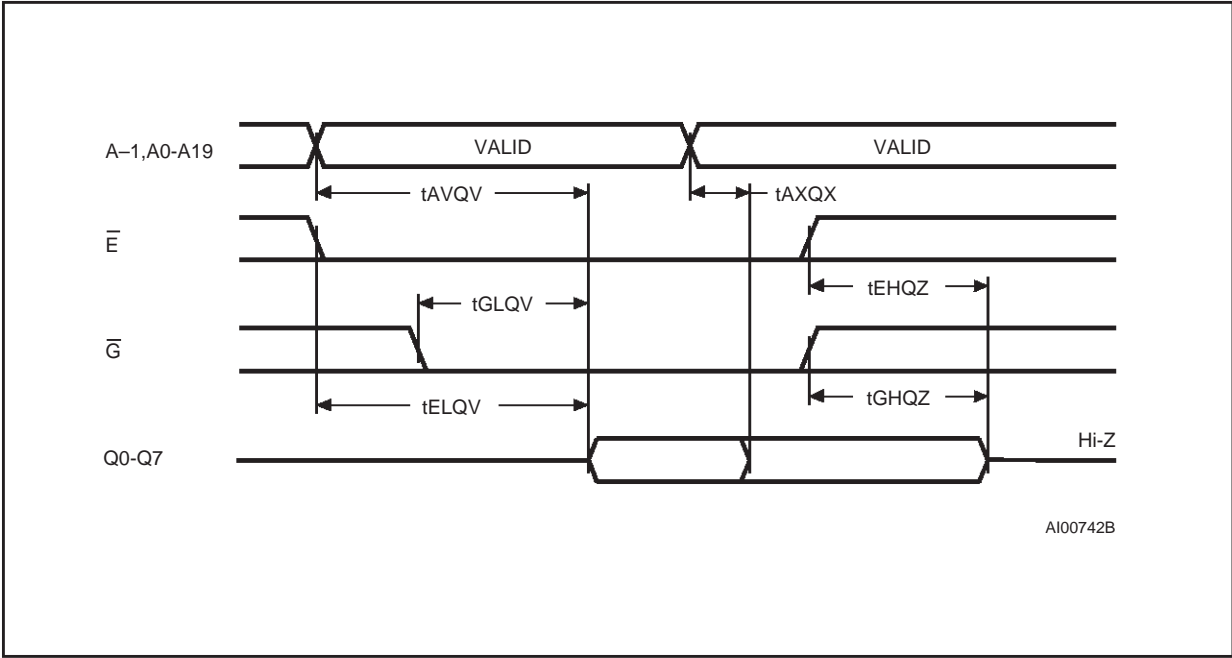 A–1,A0-A19
VALID
VALID
tAVQV
tAXQX
E̅
tEHQZ
tGLQV
G̅
tGHQZ
tELQV
Hi-Z
Q0-Q7
AI00742B